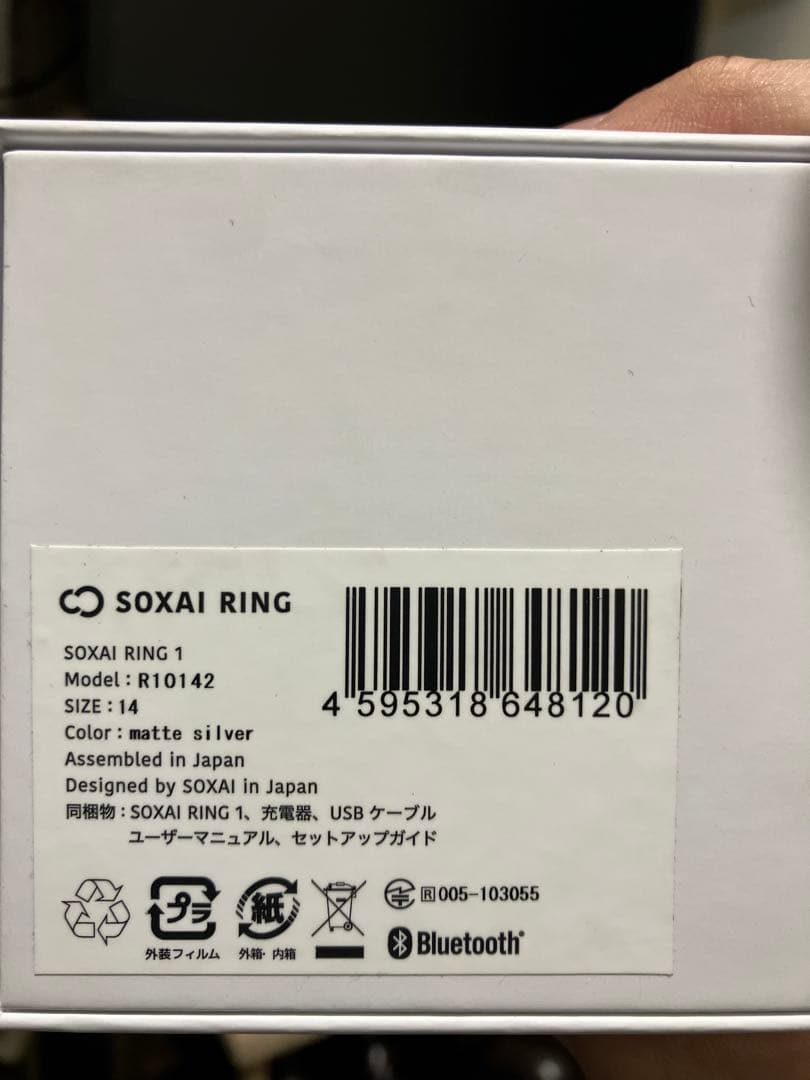 SOXAI RING
SOXAI RING 1
Model：R10142
SIZE：14
Color：matte silver
Assembled in Japan
Designed by SOXAI in Japan
同梱物：SOXAI RING 1、充電器、USB ケーブル
ユーザーマニュアル、セットアップガイド
4 595318 648120
プラ
外装フィルム
紙
外箱・内箱
R 005-103055
Bluetooth®